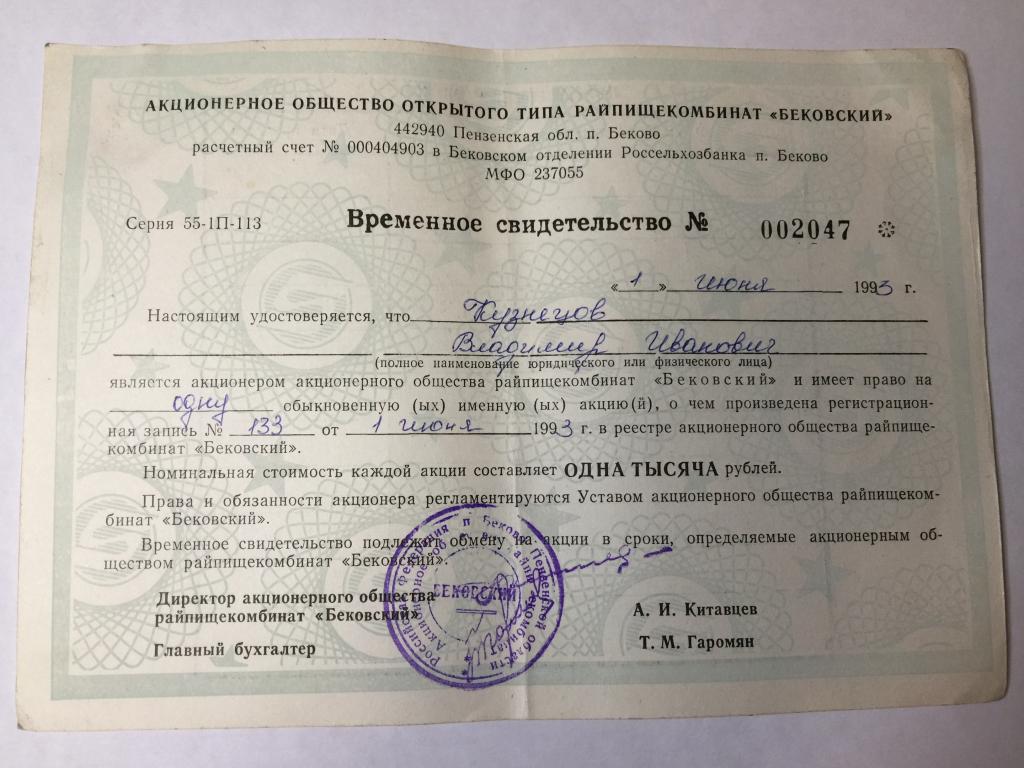 АКЦИОНЕРНОЕ ОБЩЕСТВО ОТКРЫТОГО ТИПА РАЙПИЩЕКОМБИНАТ «БЕКОВСКИЙ»
442940 Пензенская обл. п. Беково
расчетный счет № 000404903 в Бековском отделении Россельхозбанка п. Беково
МФО 237055
Серия 55-1П-113 Временное свидетельство № 002047
« 1 » июня 1993 г.
Настоящим удостоверяется, что Кузнецов
Владимир Иванович
(полное наименование юридического или физического лица)
является акционером акционерного общества райпищекомбинат «Бековский» и имеет право на
одну обыкновенную (ых) именную (ых) акцию(й), о чем произведена регистрацион-
ная запись № 133 от 1 июня 1993 г. в реестре акционерного общества райпище-
комбинат «Бековский».
Номинальная стоимость каждой акции составляет ОДНА ТЫСЯЧА рублей.
Права и обязанности акционера регламентируются Уставом акционерного общества райпищеком-
бинат «Бековский».
Временное свидетельство подлежит обмену на акции в сроки, определяемые акционерным об-
ществом райпищекомбинат «Бековский».
Директор акционерного общества
райпищекомбинат «Бековский» А. И. Китавцев
Главный бухгалтер Т. М. Гаромян
Российская Федерация п. Беково Пензенской области
БЕКОВСКИЙ